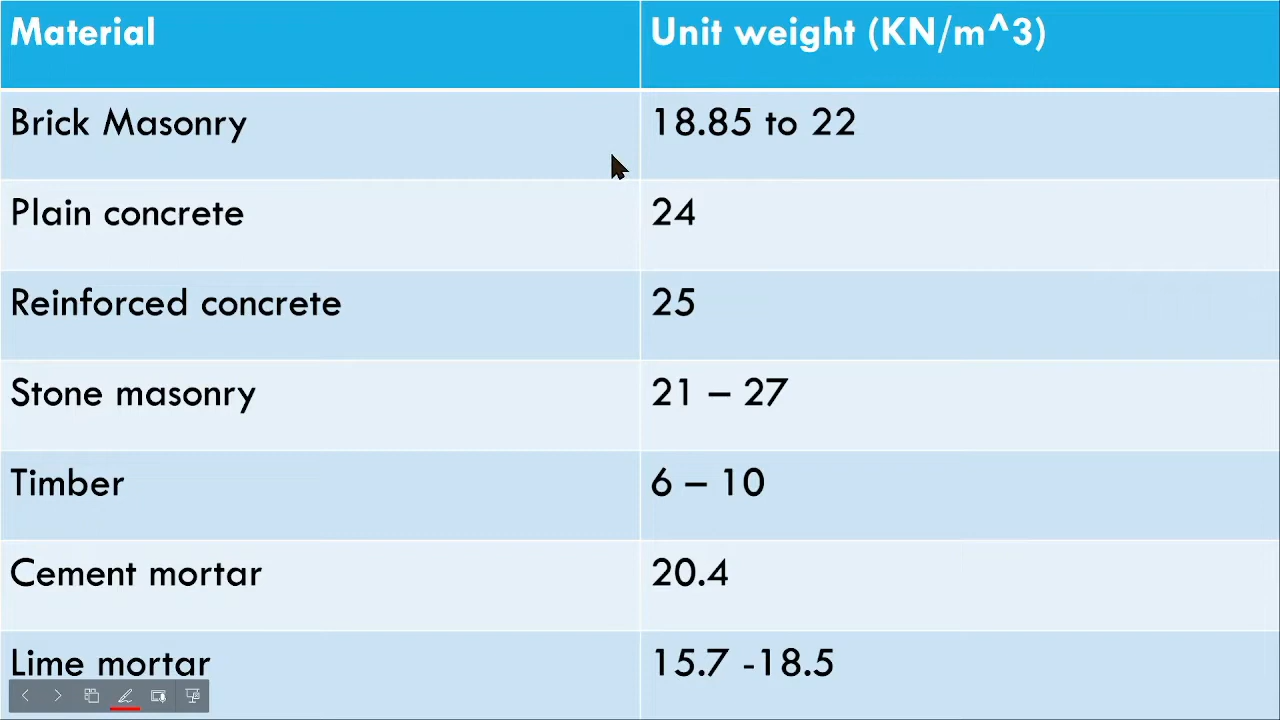 Material Unit weight (KN/m^3)
Brick Masonry 18.85 to 22
Plain concrete 24
Reinforced concrete 25
Stone masonry 21 – 27
Timber 6 – 10
Cement mortar 20.4
Lime mortar 15.7 -18.5